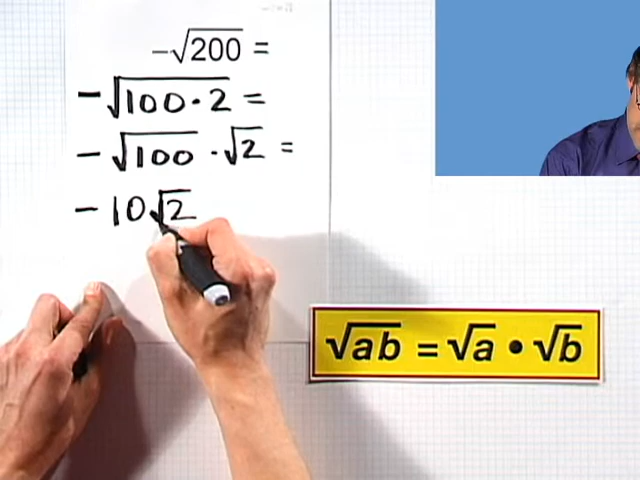 -√200 =
-√100·2 =
-√100 · √2 =
-10√2
√ab = √a • √b